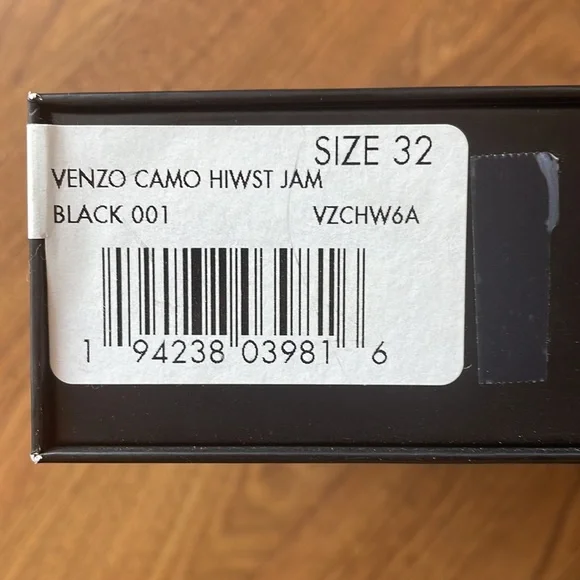 SIZE 32
VENZO CAMO HIWST JAM
BLACK 001 VZCHW6A
1 94238 03981 6